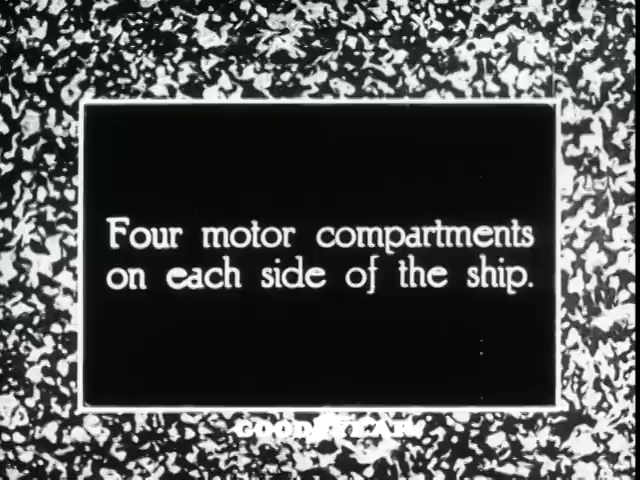 Four motor compartments
on each side of the ship.
GOODYEAR